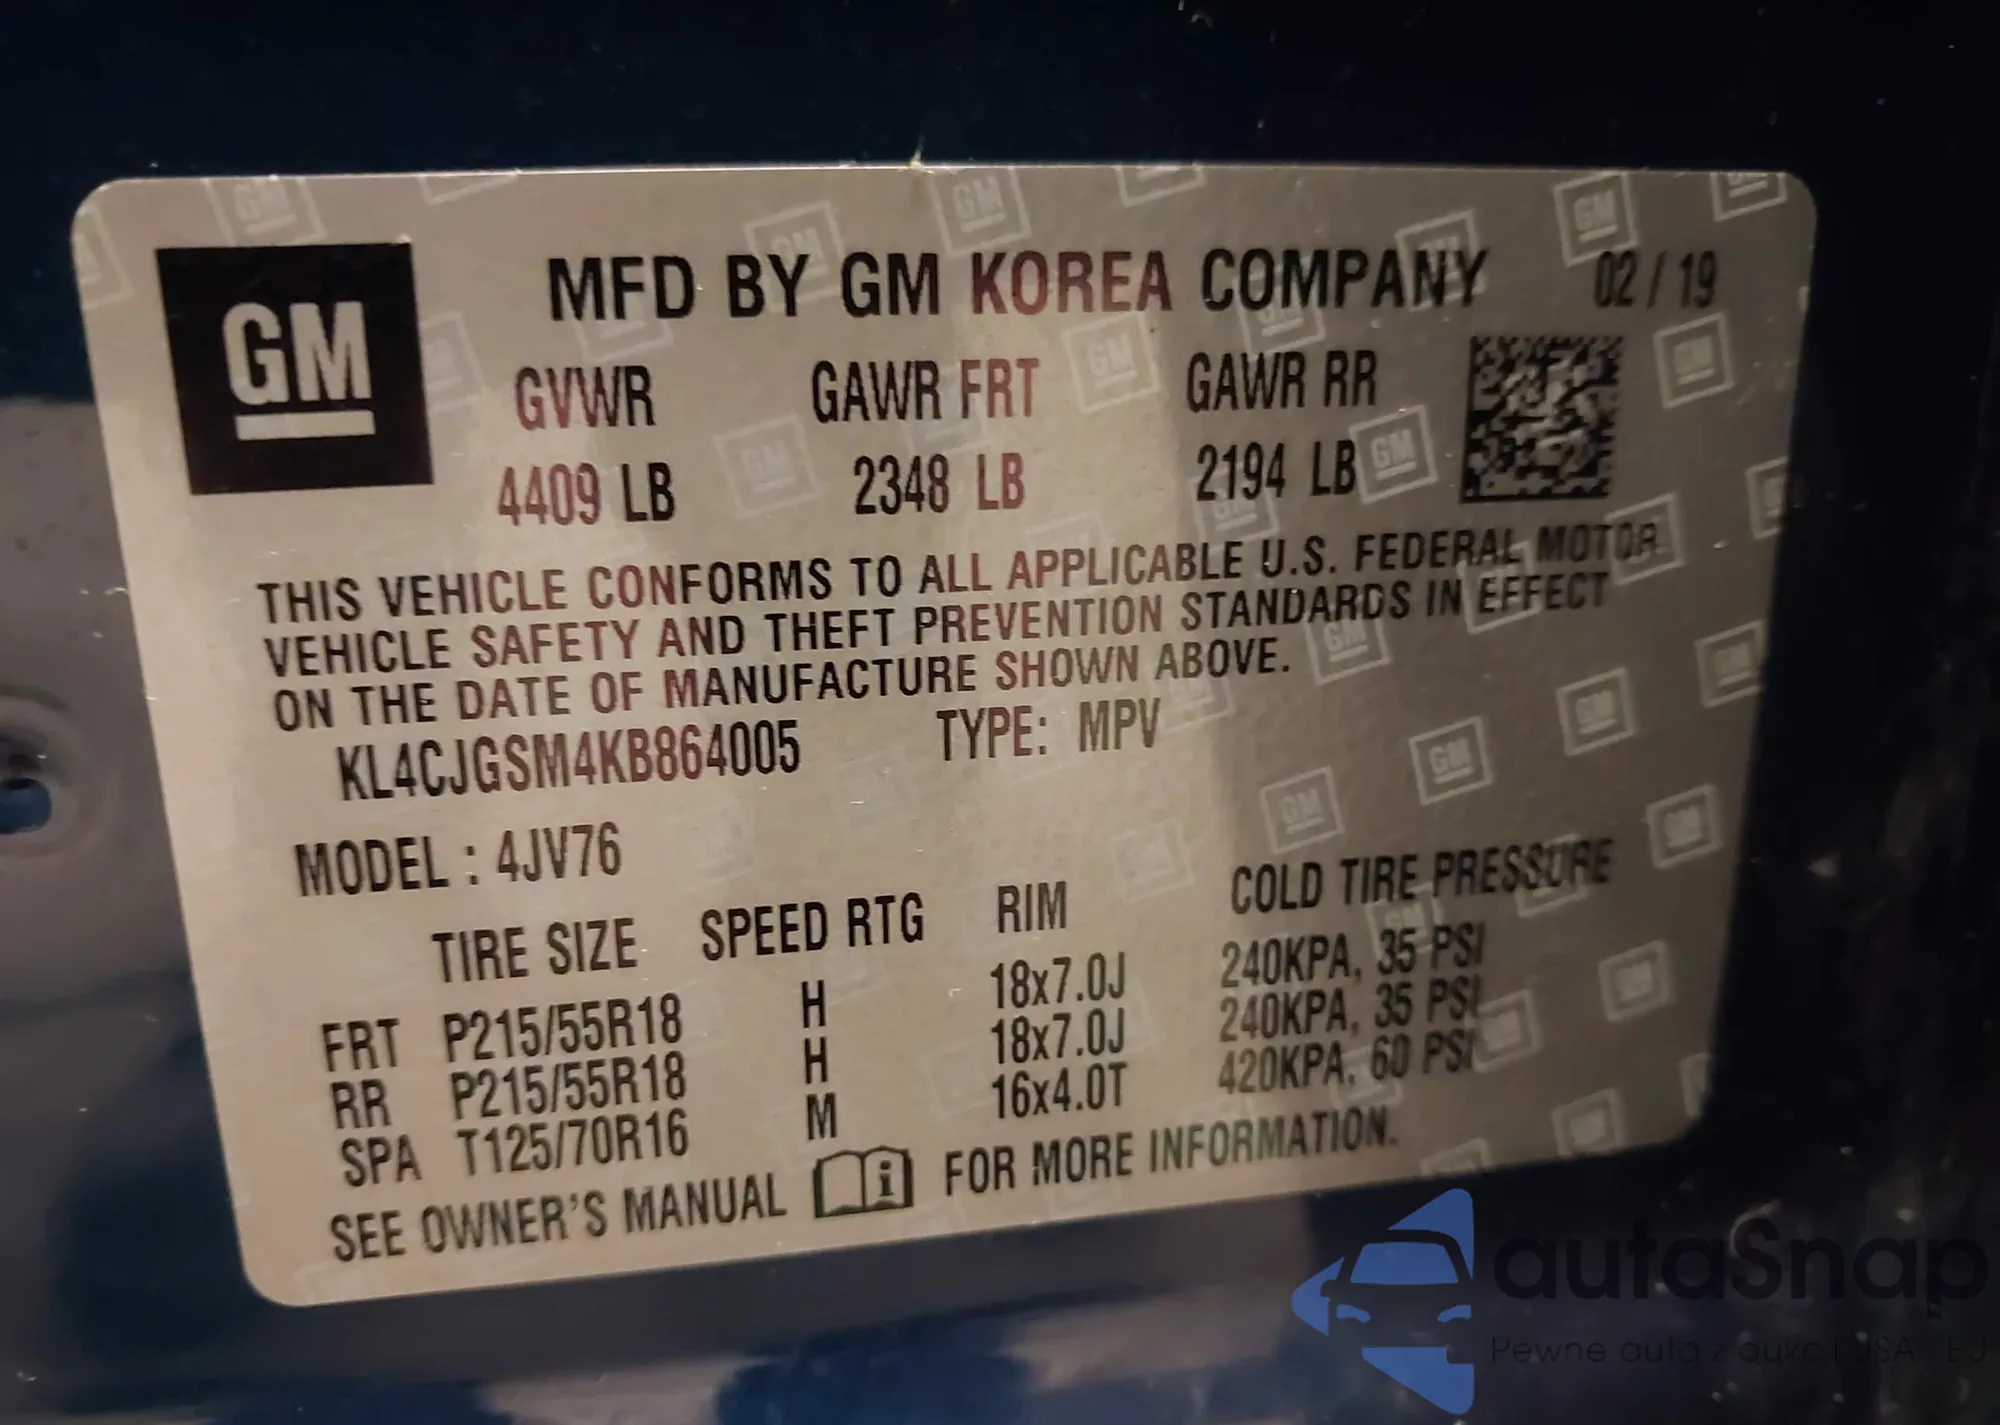 GM
MFD BY GM KOREA COMPANY 02 / 19
GVWR GAWR FRT GAWR RR
4409 LB 2348 LB 2194 LB
THIS VEHICLE CONFORMS TO ALL APPLICABLE U.S. FEDERAL MOTOR
VEHICLE SAFETY AND THEFT PREVENTION STANDARDS IN EFFECT
ON THE DATE OF MANUFACTURE SHOWN ABOVE.
KL4CJGSM4KB864005 TYPE: MPV
MODEL : 4JV76
TIRE SIZE SPEED RTG RIM COLD TIRE PRESSURE
FRT P215/55R18 H 18x7.0J 240KPA, 35 PSI
RR P215/55R18 H 18x7.0J 240KPA, 35 PSI
SPA T125/70R16 M 16x4.0T 420KPA, 60 PSI
SEE OWNER'S MANUAL FOR MORE INFORMATION.
autaSnap
Pewne auta z